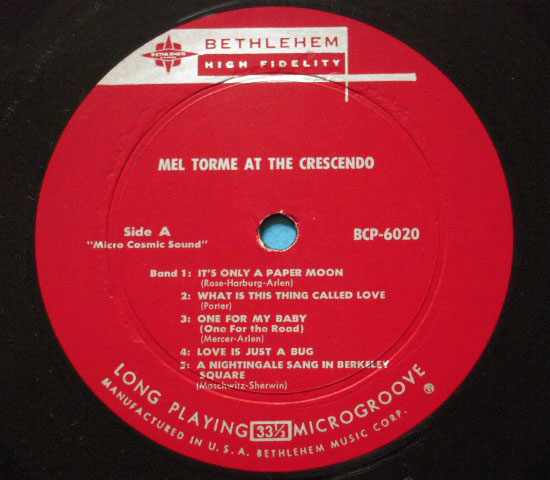 BETHLEHEM
BETHLEHEM
HIGH FIDELITY
MEL TORME AT THE CRESCENDO
Side A
"Micro Cosmic Sound"
BCP-6020
Band 1: IT'S ONLY A PAPER MOON
(Rose-Harburg-Arlen)
2: WHAT IS THIS THING CALLED LOVE
(Porter)
3: ONE FOR MY BABY
(One For the Road)
(Mercer-Arlen)
4: LOVE IS JUST A BUG
5: A NIGHTINGALE SANG IN BERKELEY
SQUARE
(Maschwitz-Sherwin)
LONG PLAYING 33⅓ MICROGROOVE
MANUFACTURED IN U.S.A. BETHLEHEM MUSIC CORP.